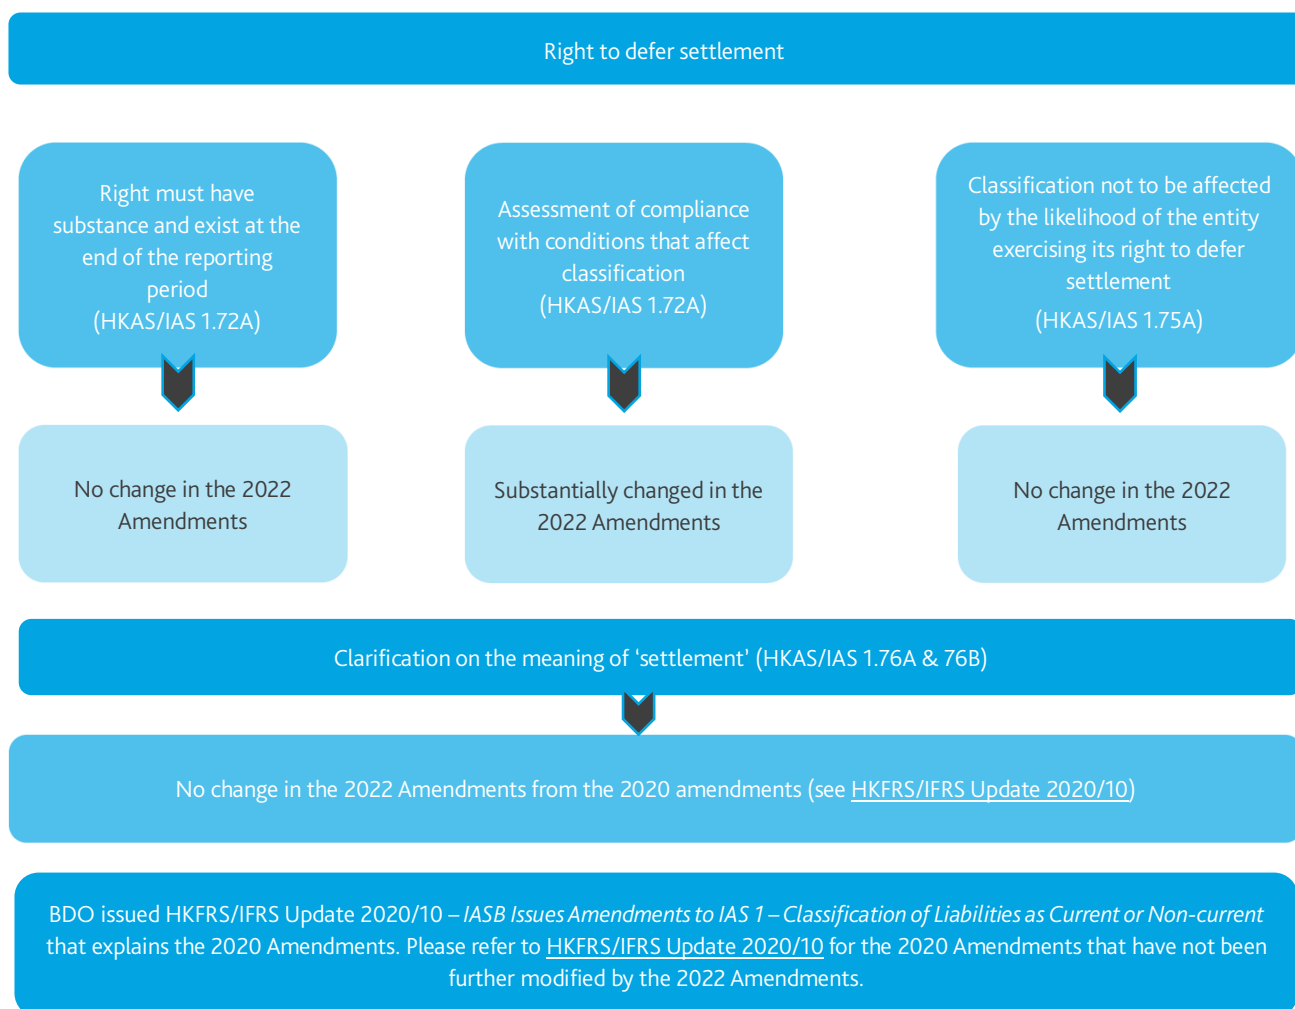 Right to defer settlement
Right must have
substance and exist at the
end of the reporting
period
(HKAS/IAS 1.72A)
Assessment of compliance
with conditions that affect
classification
(HKAS/IAS 1.72A)
Classification not to be affected
by the likelihood of the entity
exercising its right to defer
settlement
(HKAS/IAS 1.75A)
No change in the 2022
Amendments
Substantially changed in the
2022 Amendments
No change in the 2022
Amendments
Clarification on the meaning of ‘settlement’ (HKAS/IAS 1.76A & 76B)
No change in the 2022 Amendments from the 2020 amendments (see HKFRS/IFRS Update 2020/10)
BDO issued HKFRS/IFRS Update 2020/10 – IASB Issues Amendments to IAS 1 – Classification of Liabilities as Current or Non-current
that explains the 2020 Amendments. Please refer to HKFRS/IFRS Update 2020/10 for the 2020 Amendments that have not been
further modified by the 2022 Amendments.